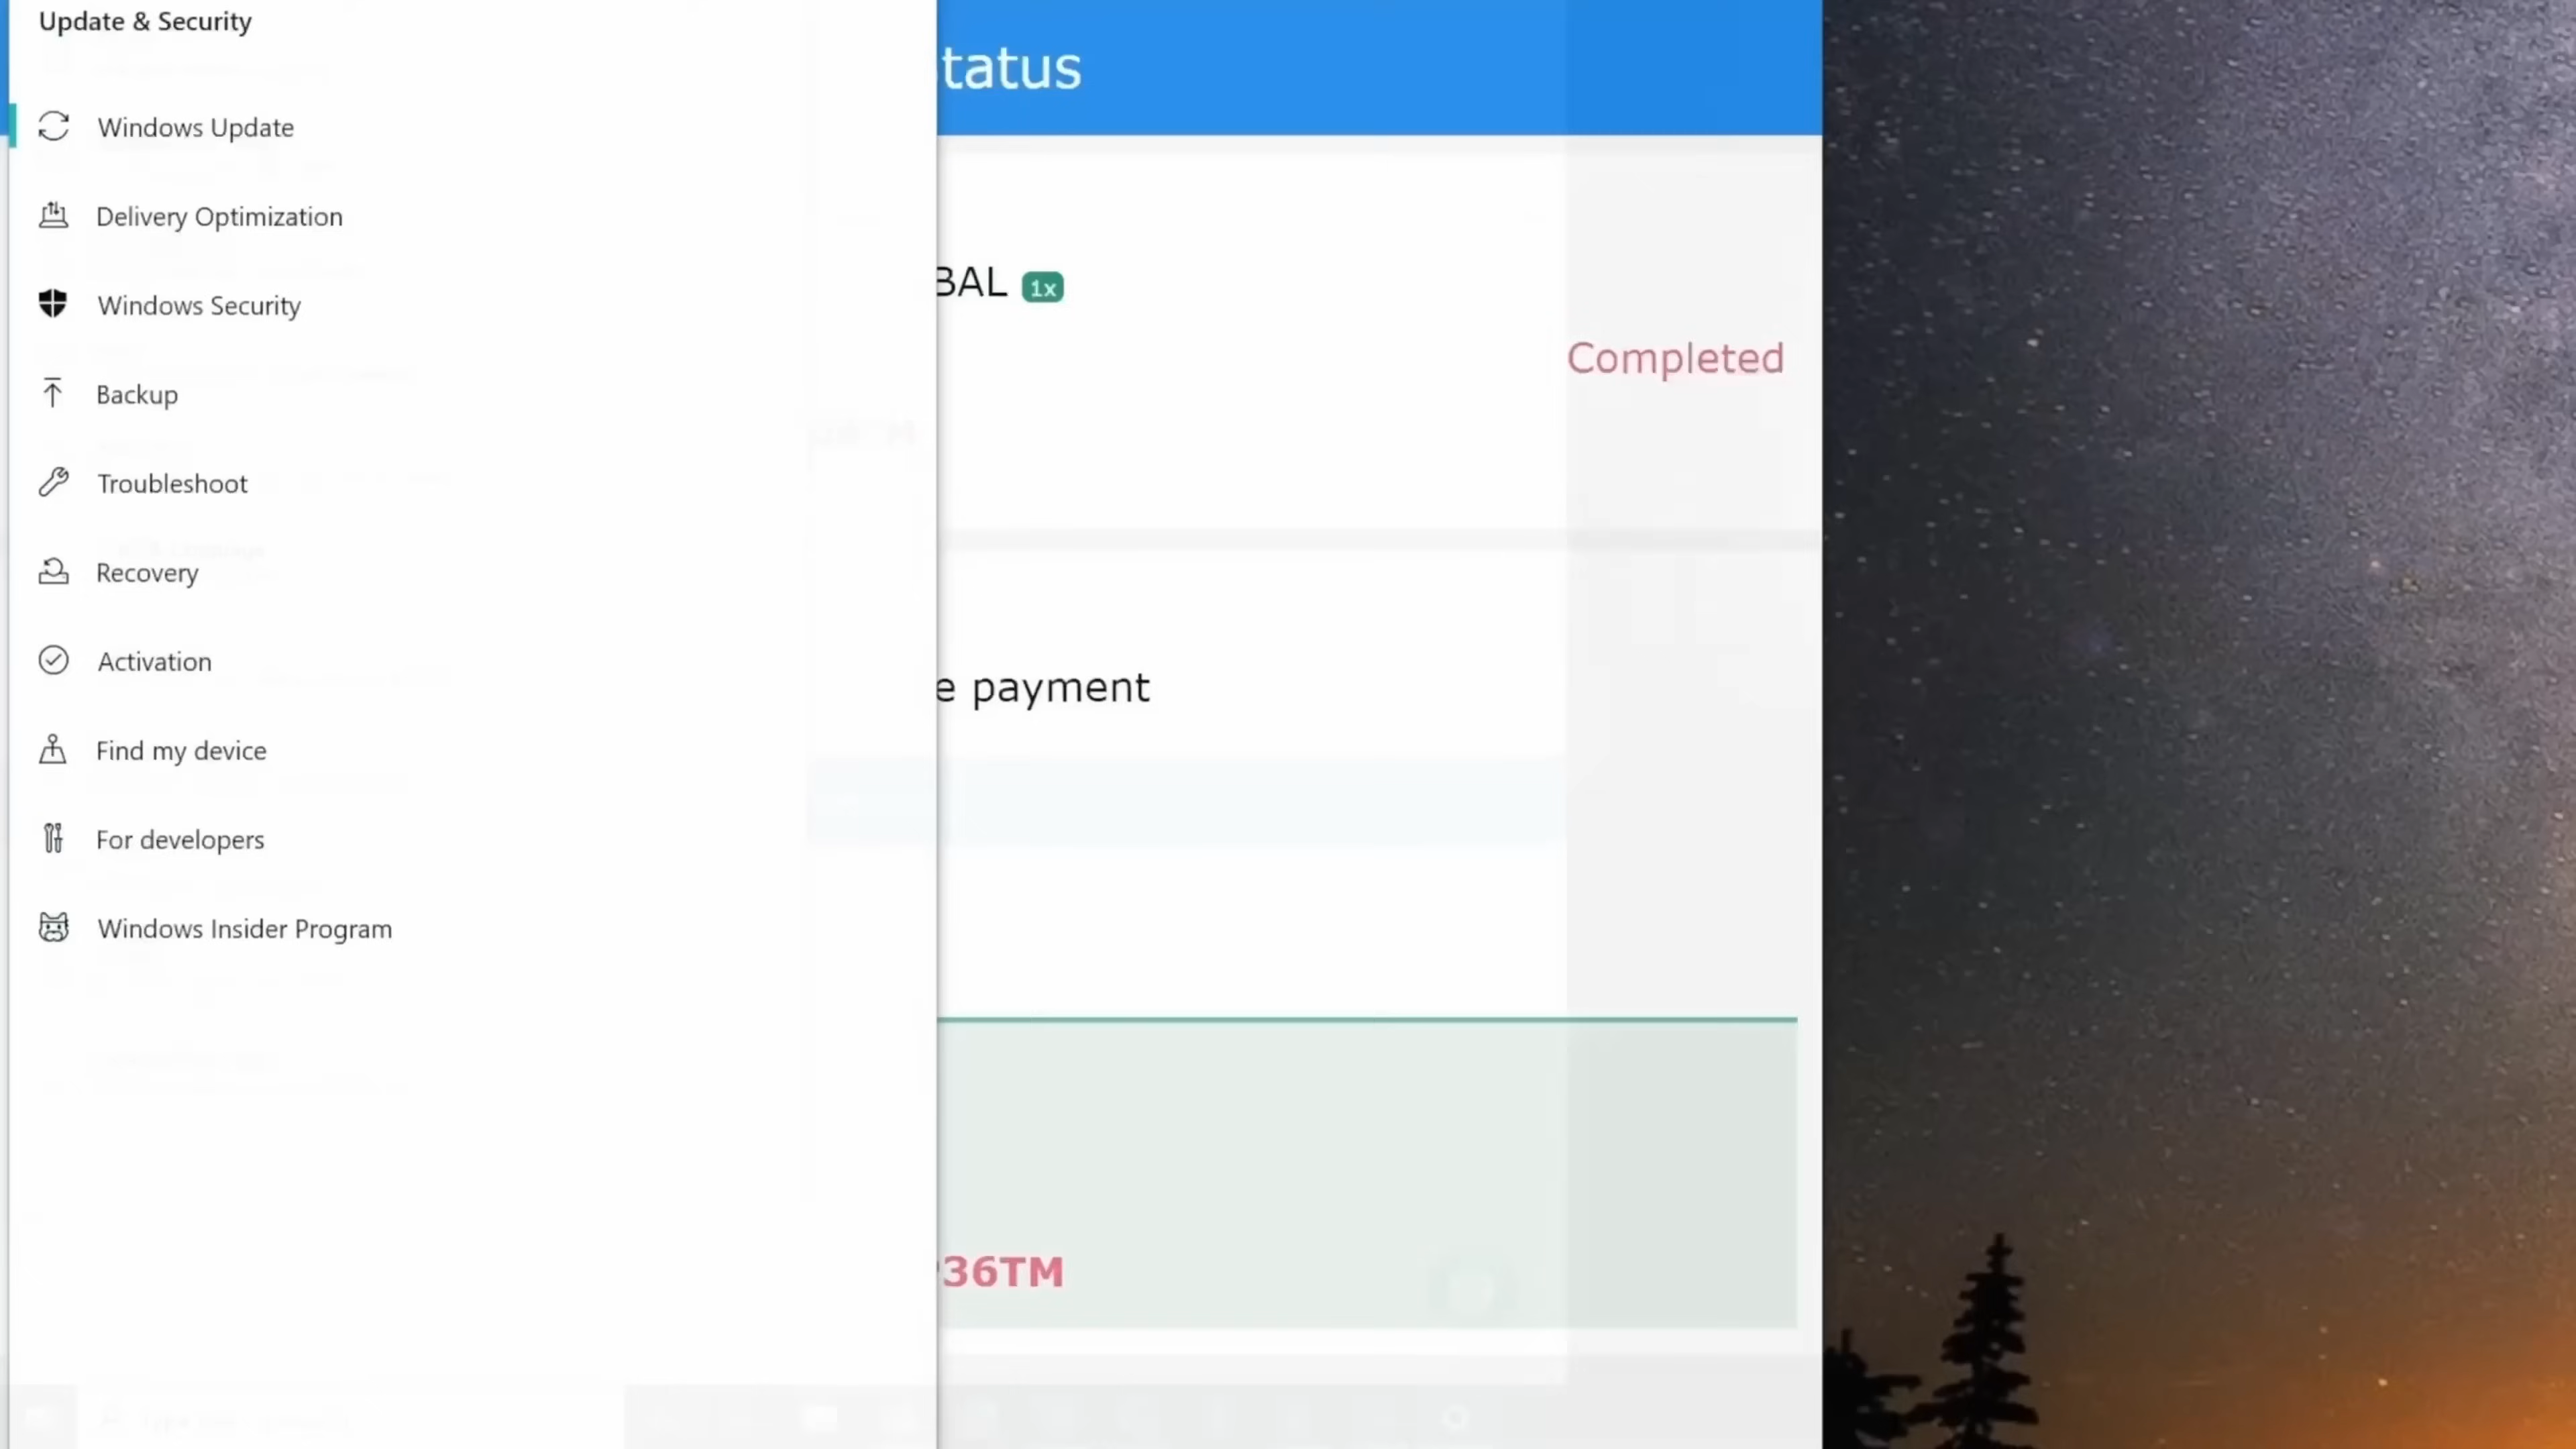 Update & Security
Windows Update
Delivery Optimization
Windows Security
Backup
Troubleshoot
Recovery
Activation
Find my device
For developers
Windows Insider Program
tatus
BAL 1x
Completed
e payment
36TM